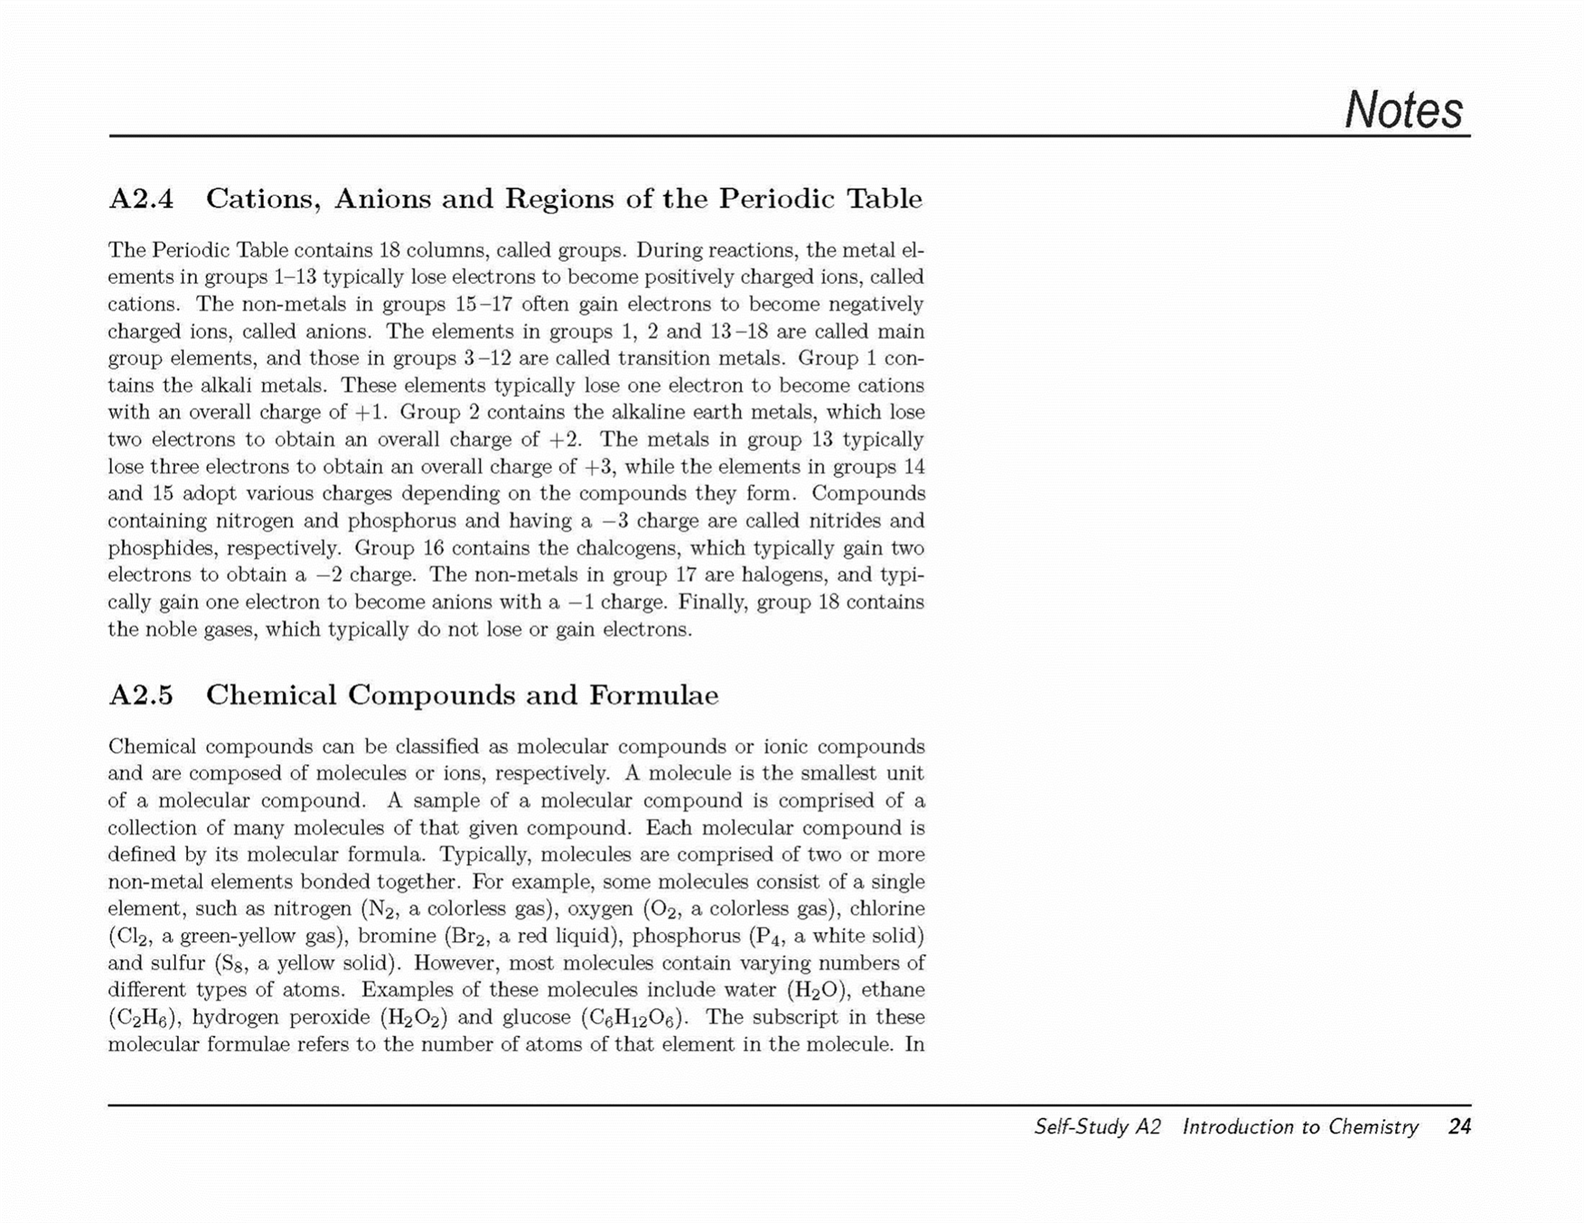 Notes
A2.4 Cations, Anions and Regions of the Periodic Table
The Periodic Table contains 18 columns, called groups. During reactions, the metal el-
ements in groups 1–13 typically lose electrons to become positively charged ions, called
cations. The non-metals in groups 15–17 often gain electrons to become negatively
charged ions, called anions. The elements in groups 1, 2 and 13–18 are called main
group elements, and those in groups 3–12 are called transition metals. Group 1 con-
tains the alkali metals. These elements typically lose one electron to become cations
with an overall charge of +1. Group 2 contains the alkaline earth metals, which lose
two electrons to obtain an overall charge of +2. The metals in group 13 typically
lose three electrons to obtain an overall charge of +3, while the elements in groups 14
and 15 adopt various charges depending on the compounds they form. Compounds
containing nitrogen and phosphorus and having a −3 charge are called nitrides and
phosphides, respectively. Group 16 contains the chalcogens, which typically gain two
electrons to obtain a −2 charge. The non-metals in group 17 are halogens, and typi-
cally gain one electron to become anions with a −1 charge. Finally, group 18 contains
the noble gases, which typically do not lose or gain electrons.
A2.5 Chemical Compounds and Formulae
Chemical compounds can be classified as molecular compounds or ionic compounds
and are composed of molecules or ions, respectively. A molecule is the smallest unit
of a molecular compound. A sample of a molecular compound is comprised of a
collection of many molecules of that given compound. Each molecular compound is
defined by its molecular formula. Typically, molecules are comprised of two or more
non-metal elements bonded together. For example, some molecules consist of a single
element, such as nitrogen (N₂, a colorless gas), oxygen (O₂, a colorless gas), chlorine
(Cl₂, a green-yellow gas), bromine (Br₂, a red liquid), phosphorus (P₄, a white solid)
and sulfur (S₈, a yellow solid). However, most molecules contain varying numbers of
different types of atoms. Examples of these molecules include water (H₂O), ethane
(C₂H₆), hydrogen peroxide (H₂O₂) and glucose (C₆H₁₂O₆). The subscript in these
molecular formulae refers to the number of atoms of that element in the molecule. In
Self-Study A2 Introduction to Chemistry 24